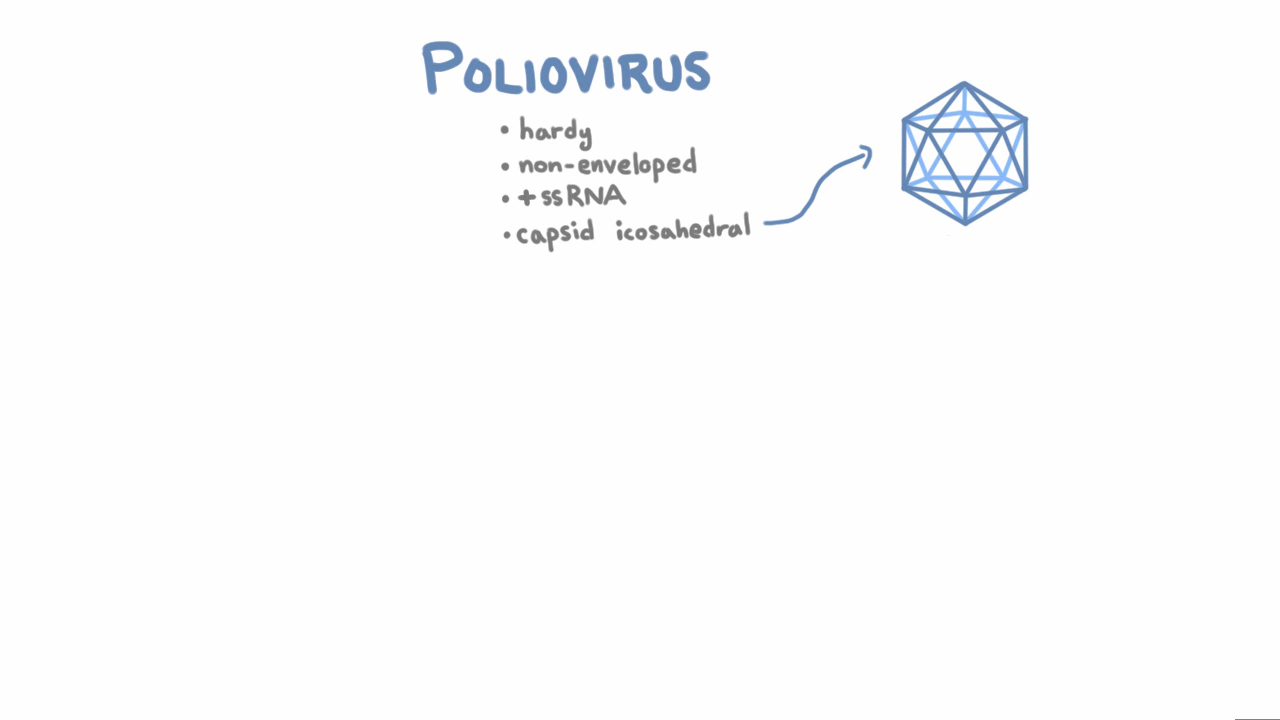 POLIOVIRUS
• hardy
• non-enveloped
• +ssRNA
• capsid icosahedral